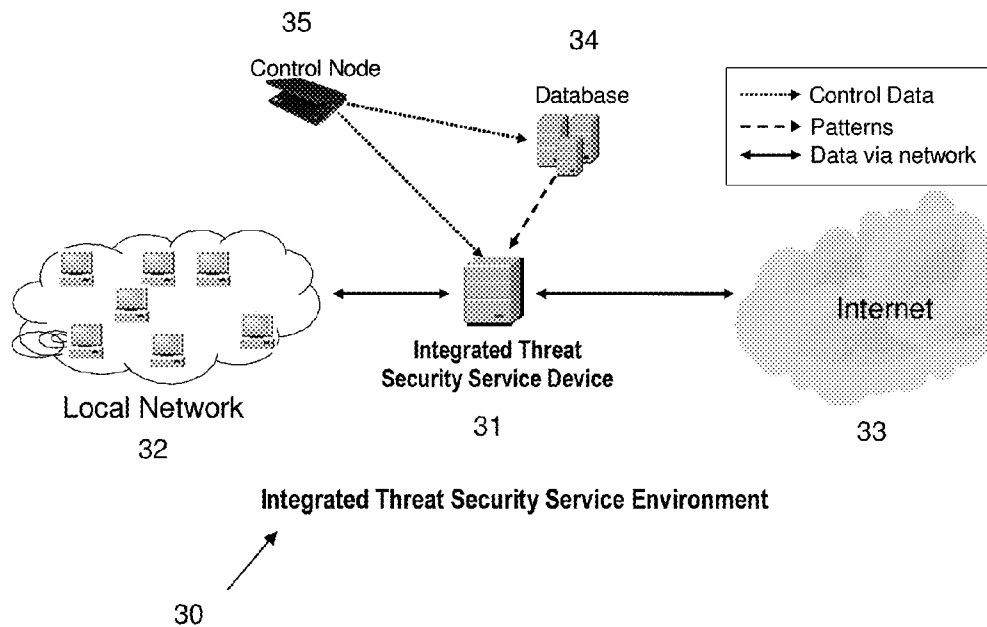 35
Control Node
34
Database
Control Data
Patterns
Data via network
Internet
Integrated Threat
Security Service Device
Local Network
31
33
32
Integrated Threat Security Service Environment
30